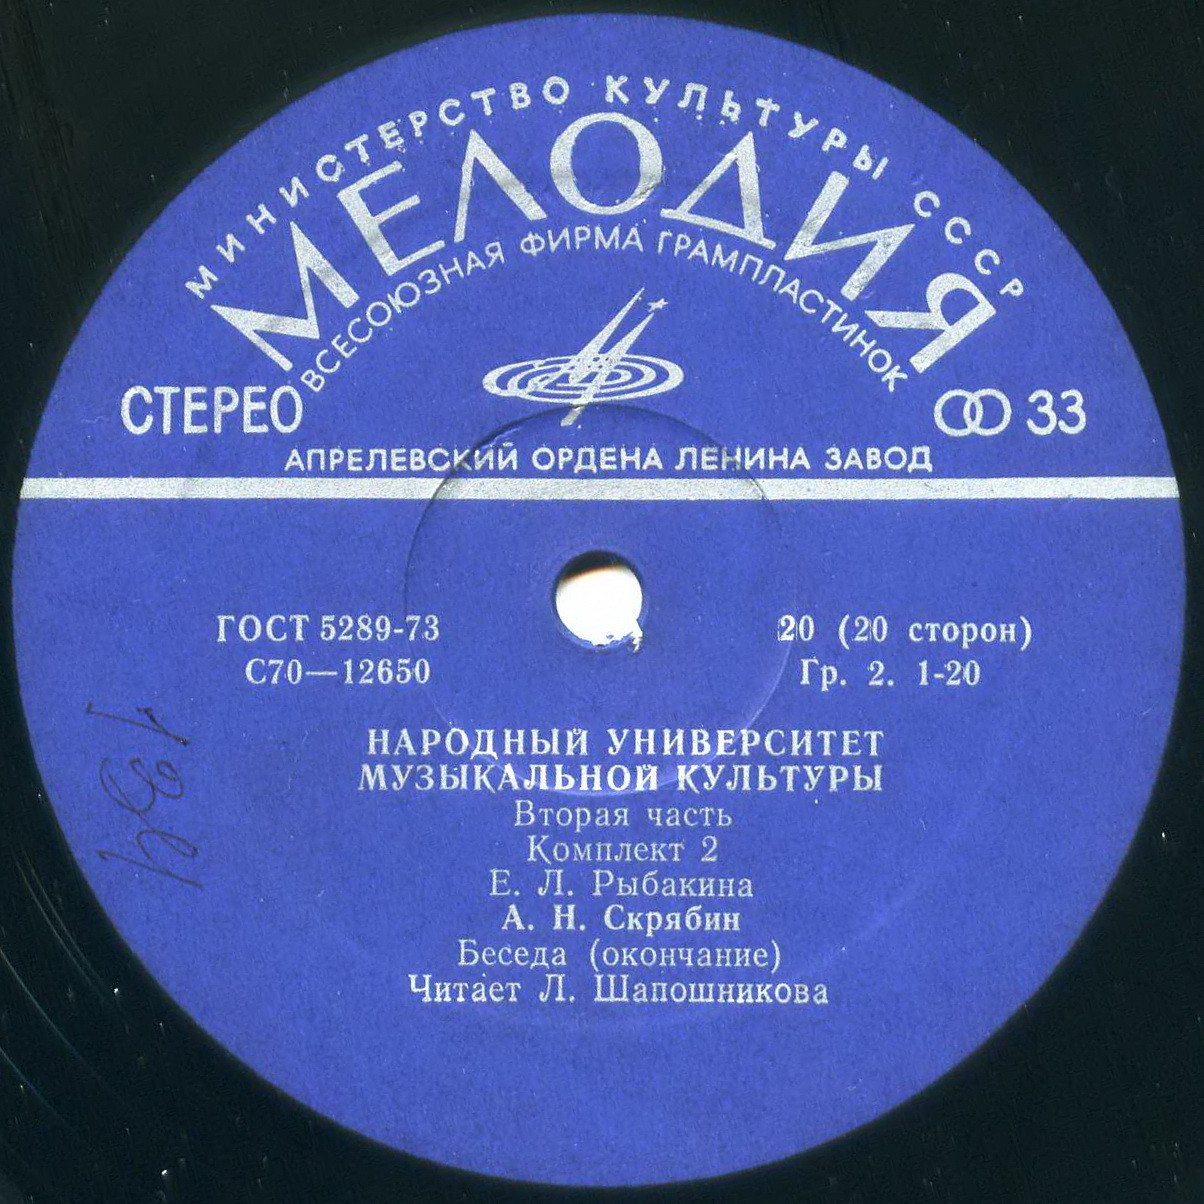 МИНИСТЕРСТВО КУЛЬТУРЫ СССР
МЕЛОДИЯ
ВСЕСОЮЗНАЯ ФИРМА ГРАМПЛАСТИНОК
СТЕРЕО
33
АПРЕЛЕВСКИЙ ОРДЕНА ЛЕНИНА ЗАВОД
ГОСТ 5289-73
С70—12650
20 (20 сторон)
Гр. 2. 1-20
НАРОДНЫЙ УНИВЕРСИТЕТ
МУЗЫКАЛЬНОЙ КУЛЬТУРЫ
Вторая часть
Комплект 2
Е. Л. Рыбакина
А. Н. Скрябин
Беседа (окончание)
Читает Л. Шапошникова